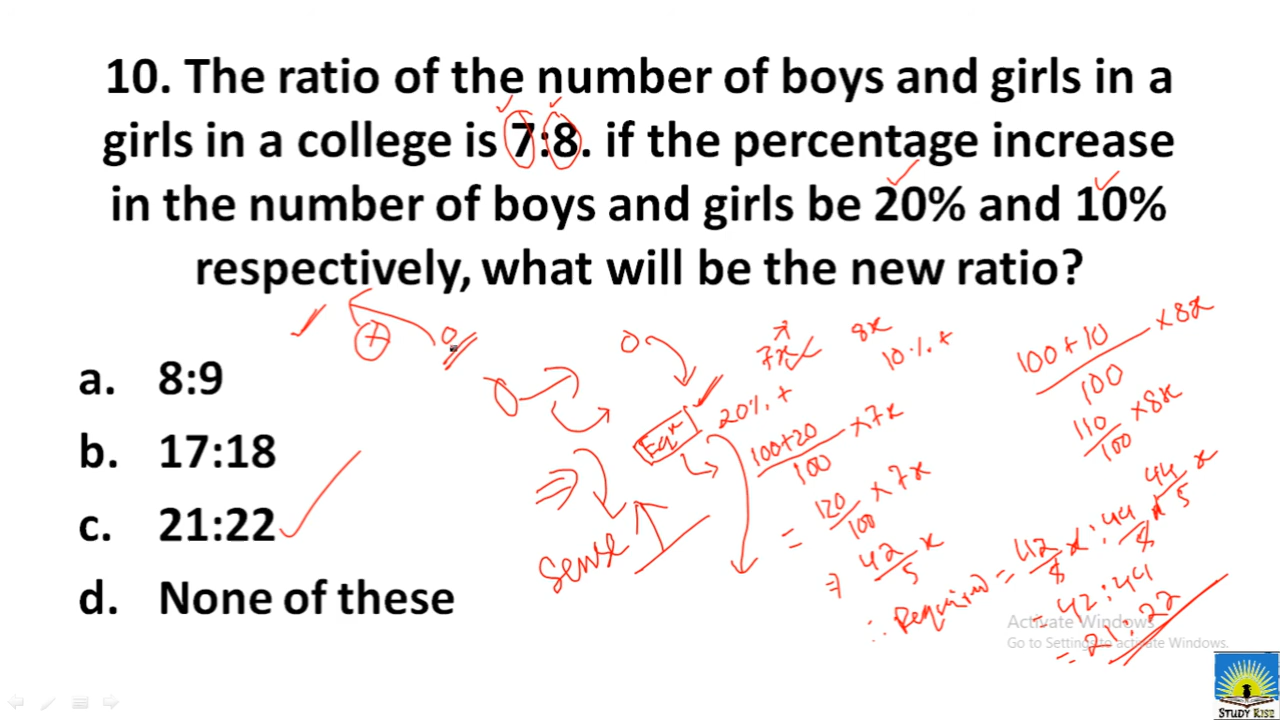 10. The ratio of the number of boys and girls in a
girls in a college is 7:8. if the percentage increase
in the number of boys and girls be 20% and 10%
respectively, what will be the new ratio?
a. 8:9
b. 17:18
c. 21:22
d. None of these
Eqn
Sense
7x 8x
20% + 10% +
100+20/100 × 7x
= 120/100 × 7x
⇒ 42/5 x
100+10/100 × 8x
110/100 × 8x
44/5 x
∴ Required = 42/5 x : 44/5 x
= 42:44
= 21:22
Activate Windows
Go to Settings to activate Windows.
STUDY RISE